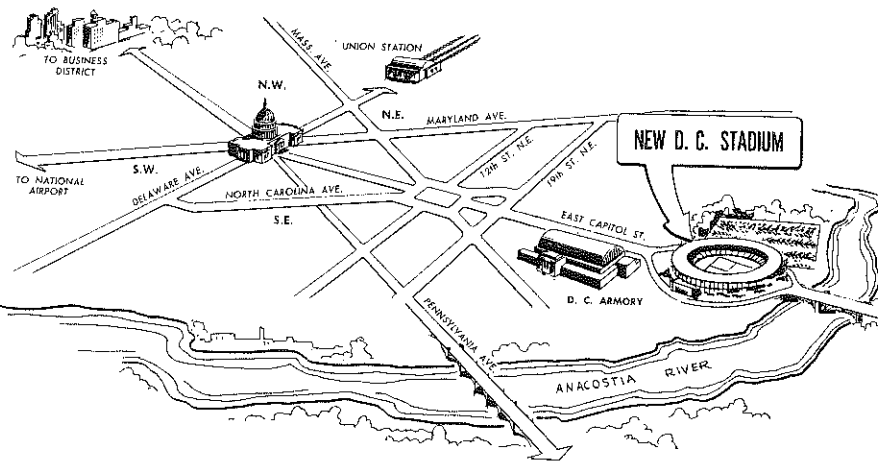 MASS. AVE.
UNION STATION
TO BUSINESS
DISTRICT
N.W.
N.E.
MARYLAND AVE.
NEW D. C. STADIUM
12th ST. N.E.
19th ST. N.E.
S.W.
TO NATIONAL
AIRPORT
DELAWARE AVE.
NORTH CAROLINA AVE.
S.E.
EAST CAPITOL ST.
D. C. ARMORY
PENNSYLVANIA AVE.
ANACOSTIA RIVER